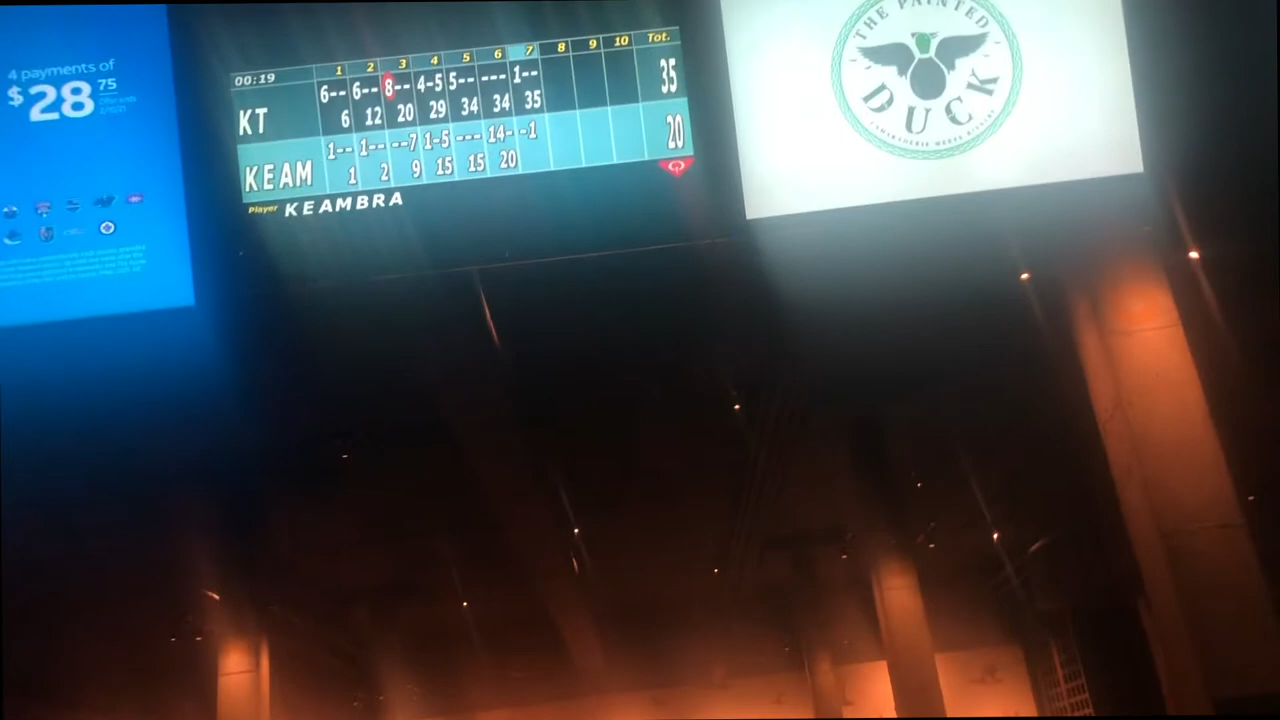 4 payments of
$28 75
00:19 1 2 3 4 5 6 7 8 9 10 Tot.
KT 6-- 6-- 8-- 4-5 5-- --- 1-- 35
6 12 20 29 34 34 35
KEAM 1-- 1-- --7 1-5 --- 14- -1 20
1 2 9 15 15 20
Player KEAMBRA
THE PAINTED
DUCK